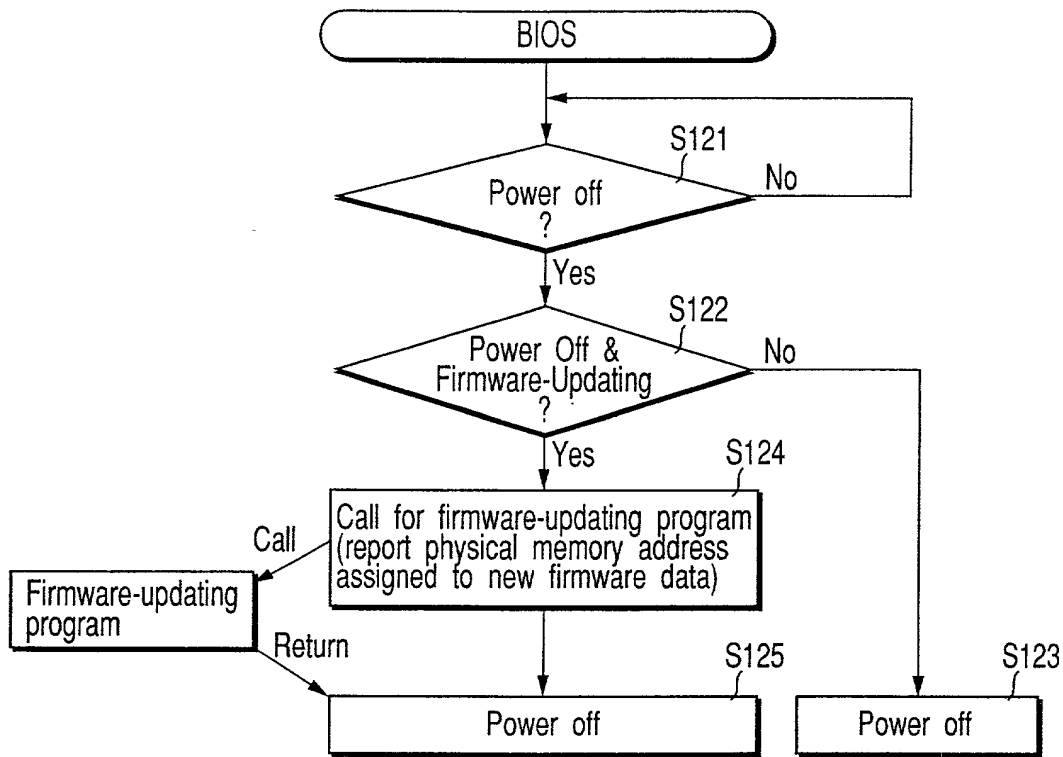 BIOS
S121
Power off
?
No
Yes
S122
Power Off &
Firmware-Updating
?
No
Yes
S124
Call for firmware-updating program
(report physical memory address
assigned to new firmware data)
Call
Firmware-updating
program
Return
S125
Power off
S123
Power off